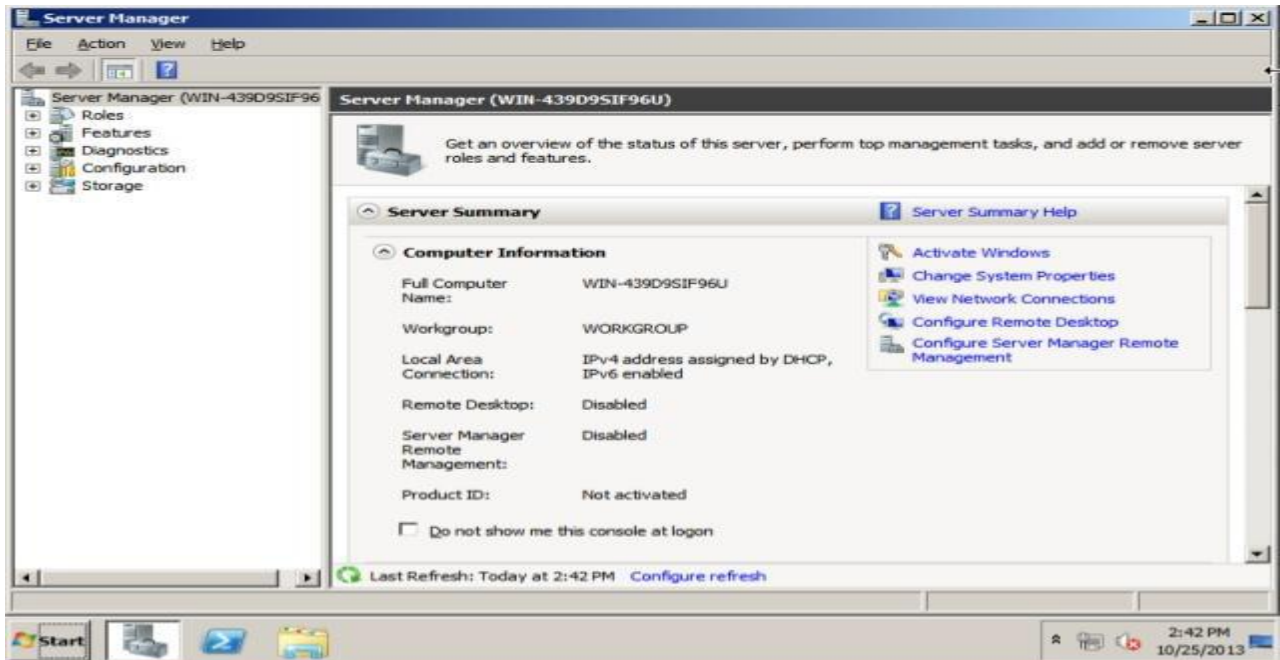 Server Manager
File Action View Help
Server Manager (WIN-439D9SIF96
Roles
Features
Diagnostics
Configuration
Storage
Server Manager (WIN-439D9SIF96U)
Get an overview of the status of this server, perform top management tasks, and add or remove server
roles and features.
Server Summary
Server Summary Help
Computer Information
Full Computer
Name:
WIN-439D9SIF96U
Workgroup:
WORKGROUP
Local Area
Connection:
IPv4 address assigned by DHCP,
IPv6 enabled
Remote Desktop:
Disabled
Server Manager
Remote
Management:
Disabled
Product ID:
Not activated
Do not show me this console at logon
Activate Windows
Change System Properties
View Network Connections
Configure Remote Desktop
Configure Server Manager Remote
Management
Last Refresh: Today at 2:42 PM Configure refresh
Start
2:42 PM
10/25/2013